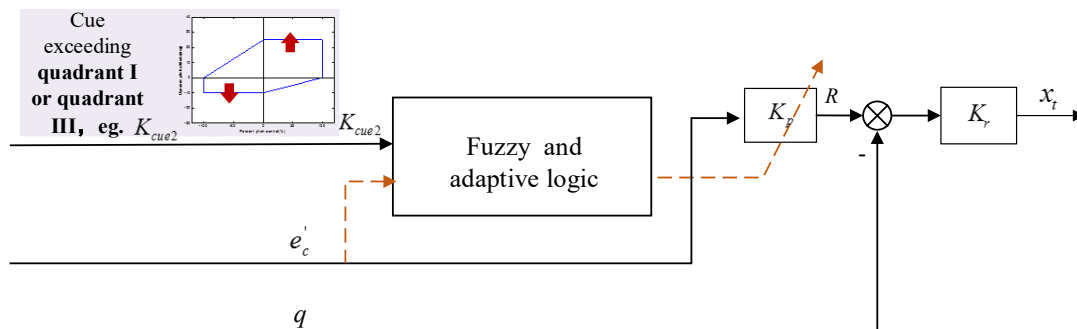 Cue
exceeding
quadrant I
or quadrant
III, eg. K_cue2
K_cue2
Fuzzy and
adaptive logic
K_p
R
-
K_r
x_t
e_c'
q